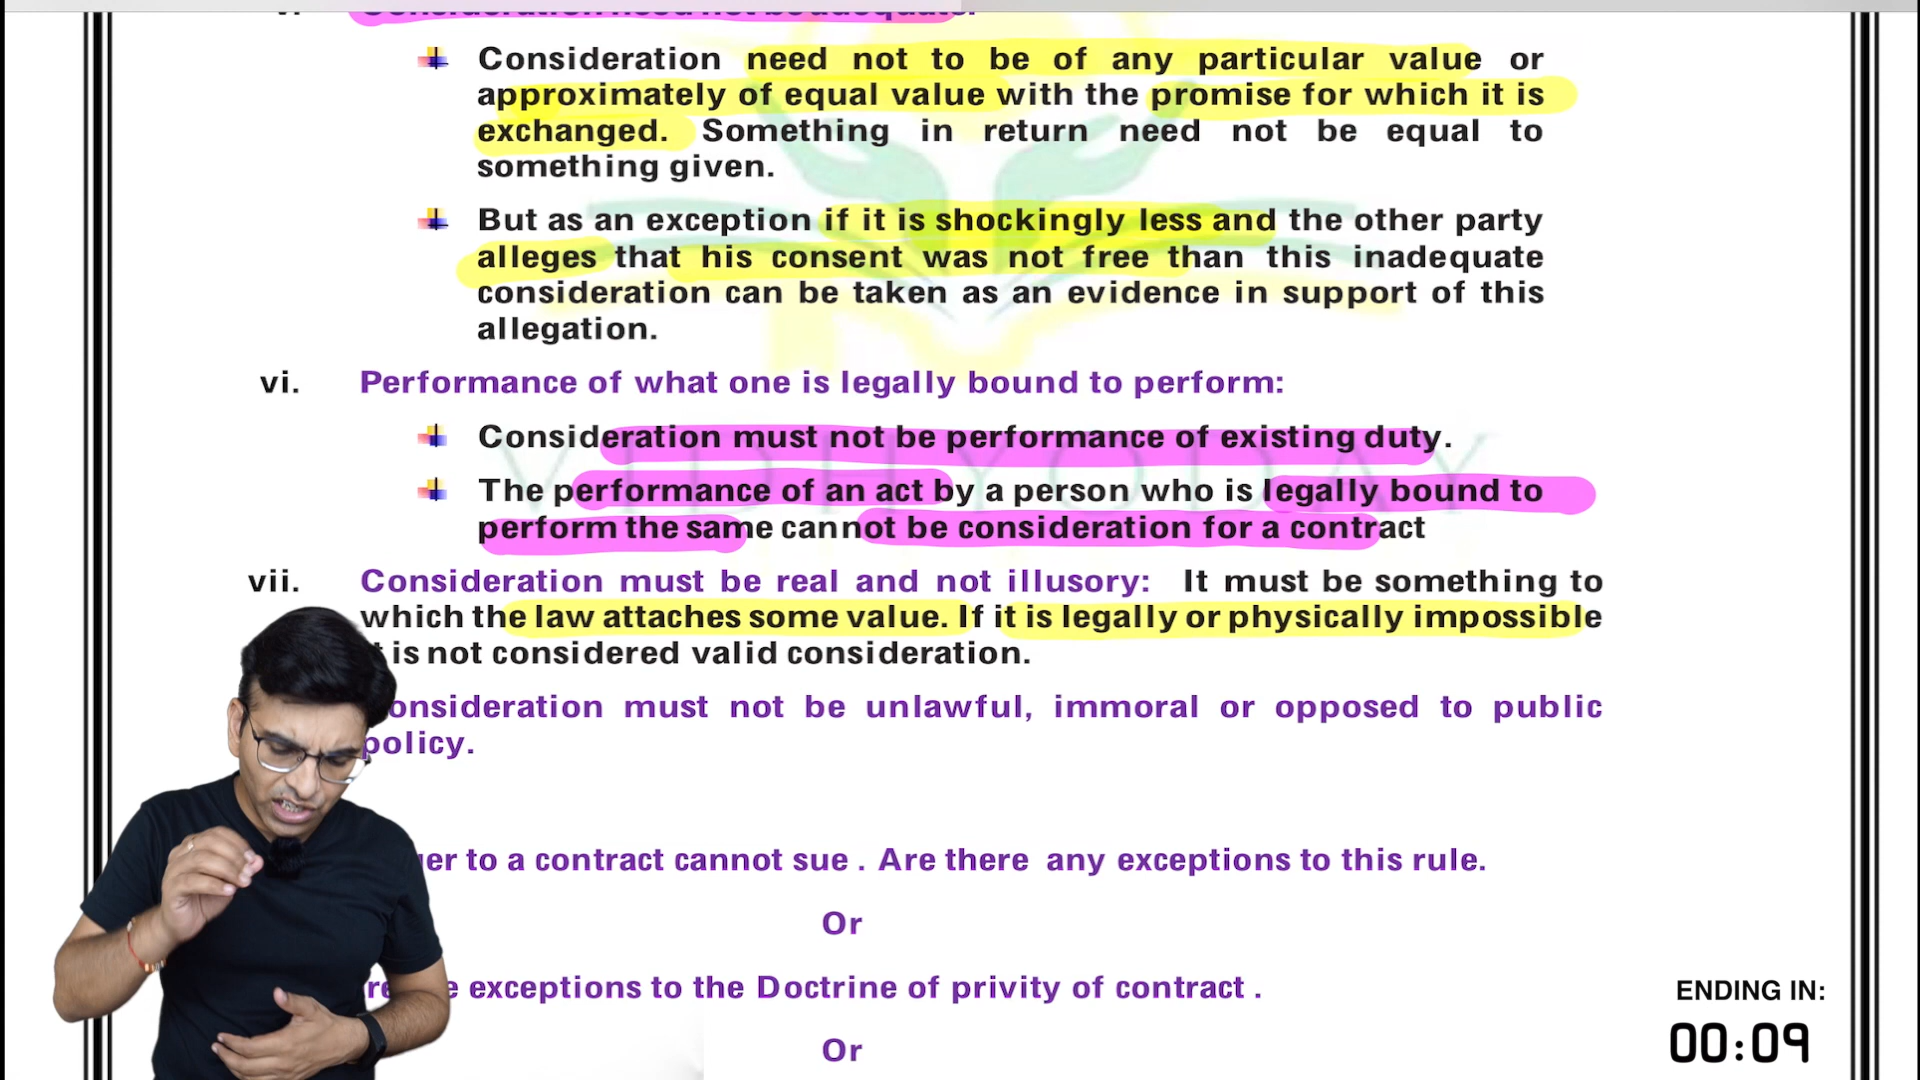 Consideration need not be adequate.
Consideration need not to be of any particular value or
approximately of equal value with the promise for which it is
exchanged. Something in return need not be equal to
something given.
But as an exception if it is shockingly less and the other party
alleges that his consent was not free than this inadequate
consideration can be taken as an evidence in support of this
allegation.
vi. Performance of what one is legally bound to perform:
Consideration must not be performance of existing duty.
VIDHYODAY
The performance of an act by a person who is legally bound to
perform the same cannot be consideration for a contract
vii. Consideration must be real and not illusory: It must be something to
which the law attaches some value. If it is legally or physically impossible
is not considered valid consideration.
onsideration must not be unlawful, immoral or opposed to public
policy.
er to a contract cannot sue . Are there any exceptions to this rule.
Or
exceptions to the Doctrine of privity of contract .
ENDING IN:
00:09
Or